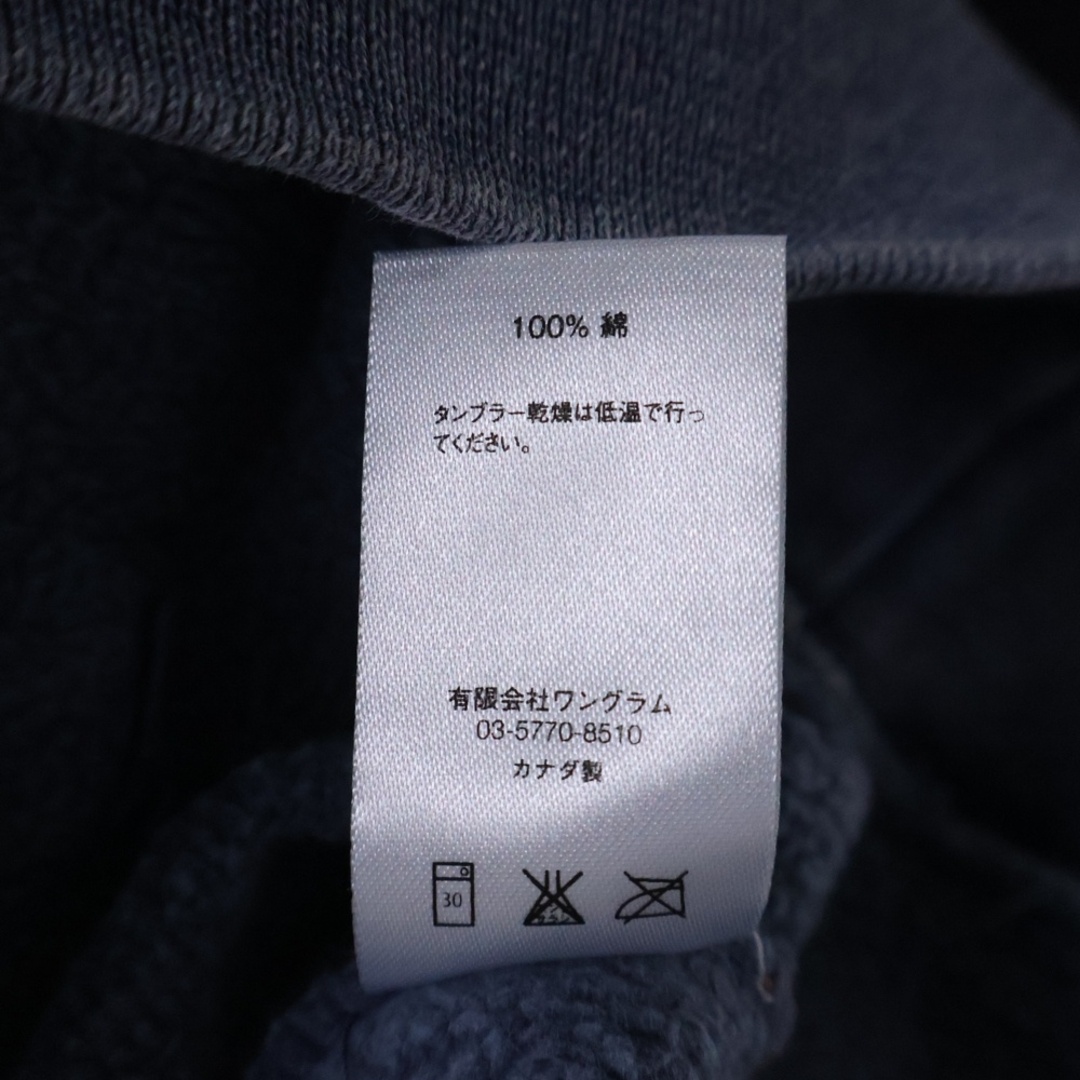 100% 綿
タンブラー乾燥は低温で行っ
てください。
有限会社ワングラム
03-5770-8510
カナダ製
30